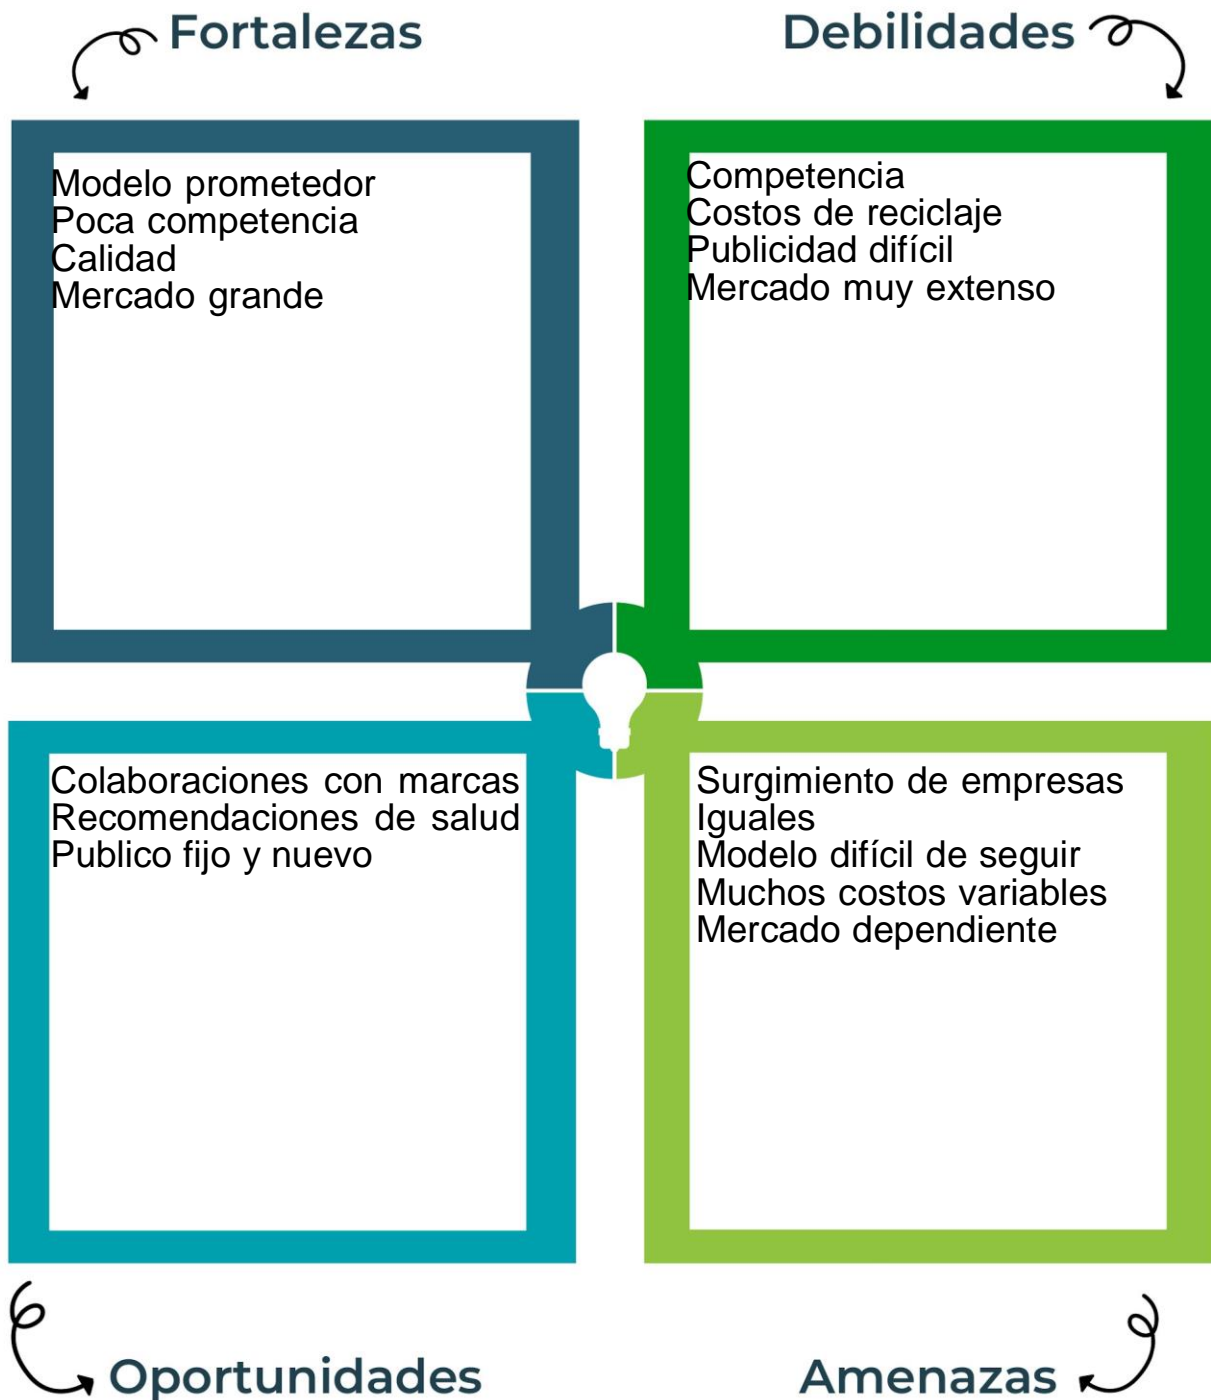 Fortalezas
Debilidades
Modelo prometedor
Poca competencia
Calidad
Mercado grande
Competencia
Costos de reciclaje
Publicidad difícil
Mercado muy extenso
Colaboraciones con marcas
Recomendaciones de salud
Publico fijo y nuevo
Surgimiento de empresas
Iguales
Modelo difícil de seguir
Muchos costos variables
Mercado dependiente
Oportunidades
Amenazas